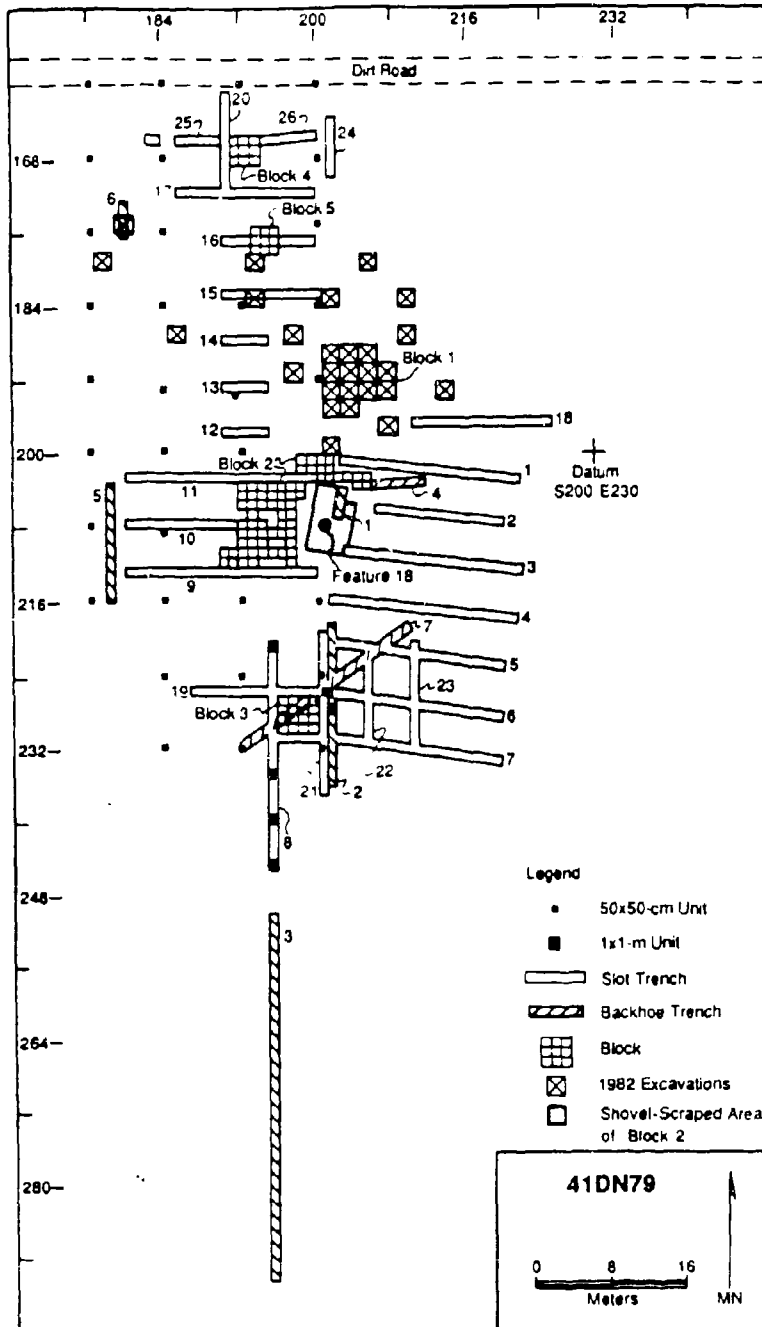 184 200 216 232
Dirt Road
20
25 26 24
168
Block 4
17
6 Block 5
16
15
184
14
Block 1
13
12 18
200
Block 2
Datum
S200 E230
11 1
5 4
10 1 2
Feature 18
9 3
216
4
7
5
19 23
Block 3
6
232
22 7
21 2
8
248
3
264
280
Legend
50x50-cm Unit
1x1-m Unit
Slot Trench
Backhoe Trench
Block
1982 Excavations
Shovel-Scraped Area
of Block 2
41DN79
0 8 16
Meters MN